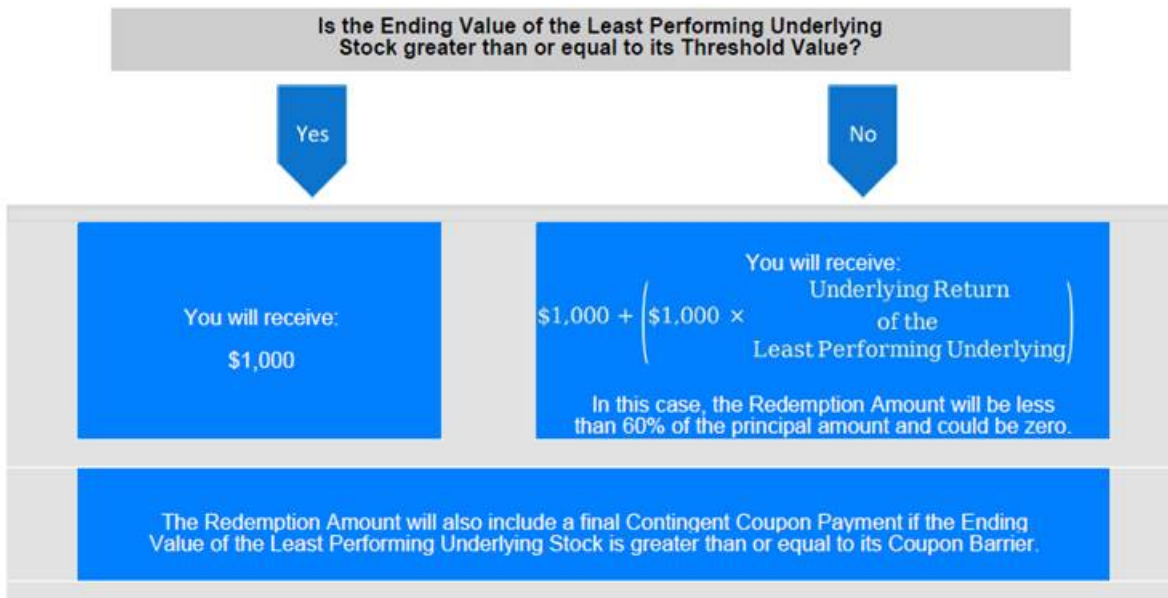 Is the Ending Value of the Least Performing Underlying
Stock greater than or equal to its Threshold Value?
Yes
No
You will receive:
$1,000
You will receive:
$1,000 + ($1,000 × Underlying Return
of the
Least Performing Underlying)
In this case, the Redemption Amount will be less
than 60% of the principal amount and could be zero.
The Redemption Amount will also include a final Contingent Coupon Payment if the Ending
Value of the Least Performing Underlying Stock is greater than or equal to its Coupon Barrier.